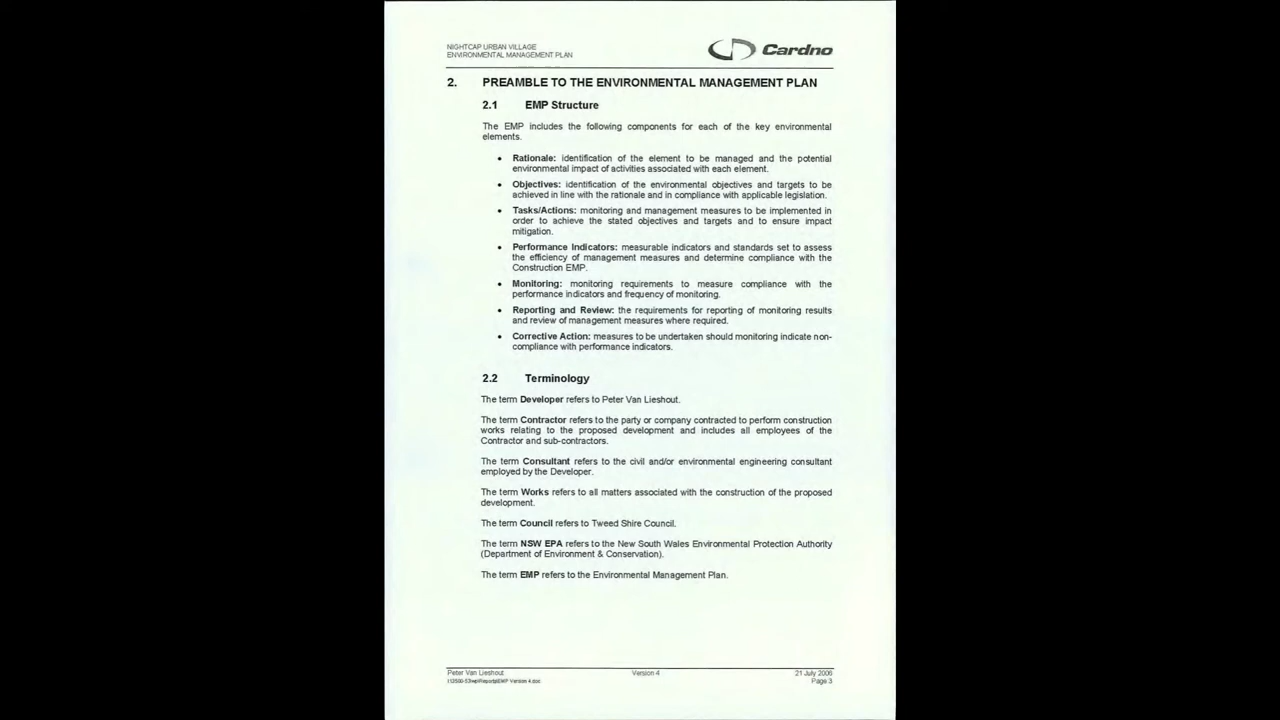 NIGHTCAP URBAN VILLAGE
ENVIRONMENTAL MANAGEMENT PLAN
Cardno
2. PREAMBLE TO THE ENVIRONMENTAL MANAGEMENT PLAN
2.1 EMP Structure
The EMP includes the following components for each of the key environmental
elements.
• Rationale: identification of the element to be managed and the potential
environmental impact of activities associated with each element.
• Objectives: identification of the environmental objectives and targets to be
achieved in line with the rationale and in compliance with applicable legislation.
• Tasks/Actions: monitoring and management measures to be implemented in
order to achieve the stated objectives and targets and to ensure impact
mitigation.
• Performance Indicators: measurable indicators and standards set to assess
the efficiency of management measures and determine compliance with the
Construction EMP.
• Monitoring: monitoring requirements to measure compliance with the
performance indicators and frequency of monitoring.
• Reporting and Review: the requirements for reporting of monitoring results
and review of management measures where required.
• Corrective Action: measures to be undertaken should monitoring indicate non-
compliance with performance indicators.
2.2 Terminology
The term Developer refers to Peter Van Lieshout.
The term Contractor refers to the party or company contracted to perform construction
works relating to the proposed development and includes all employees of the
Contractor and sub-contractors.
The term Consultant refers to the civil and/or environmental engineering consultant
employed by the Developer.
The term Works refers to all matters associated with the construction of the proposed
development.
The term Council refers to Tweed Shire Council.
The term NSW EPA refers to the New South Wales Environmental Protection Authority
(Department of Environment & Conservation).
The term EMP refers to the Environmental Management Plan.
Peter Van Lieshout Version 4 21 July 2006
Version 4.doc Page 3